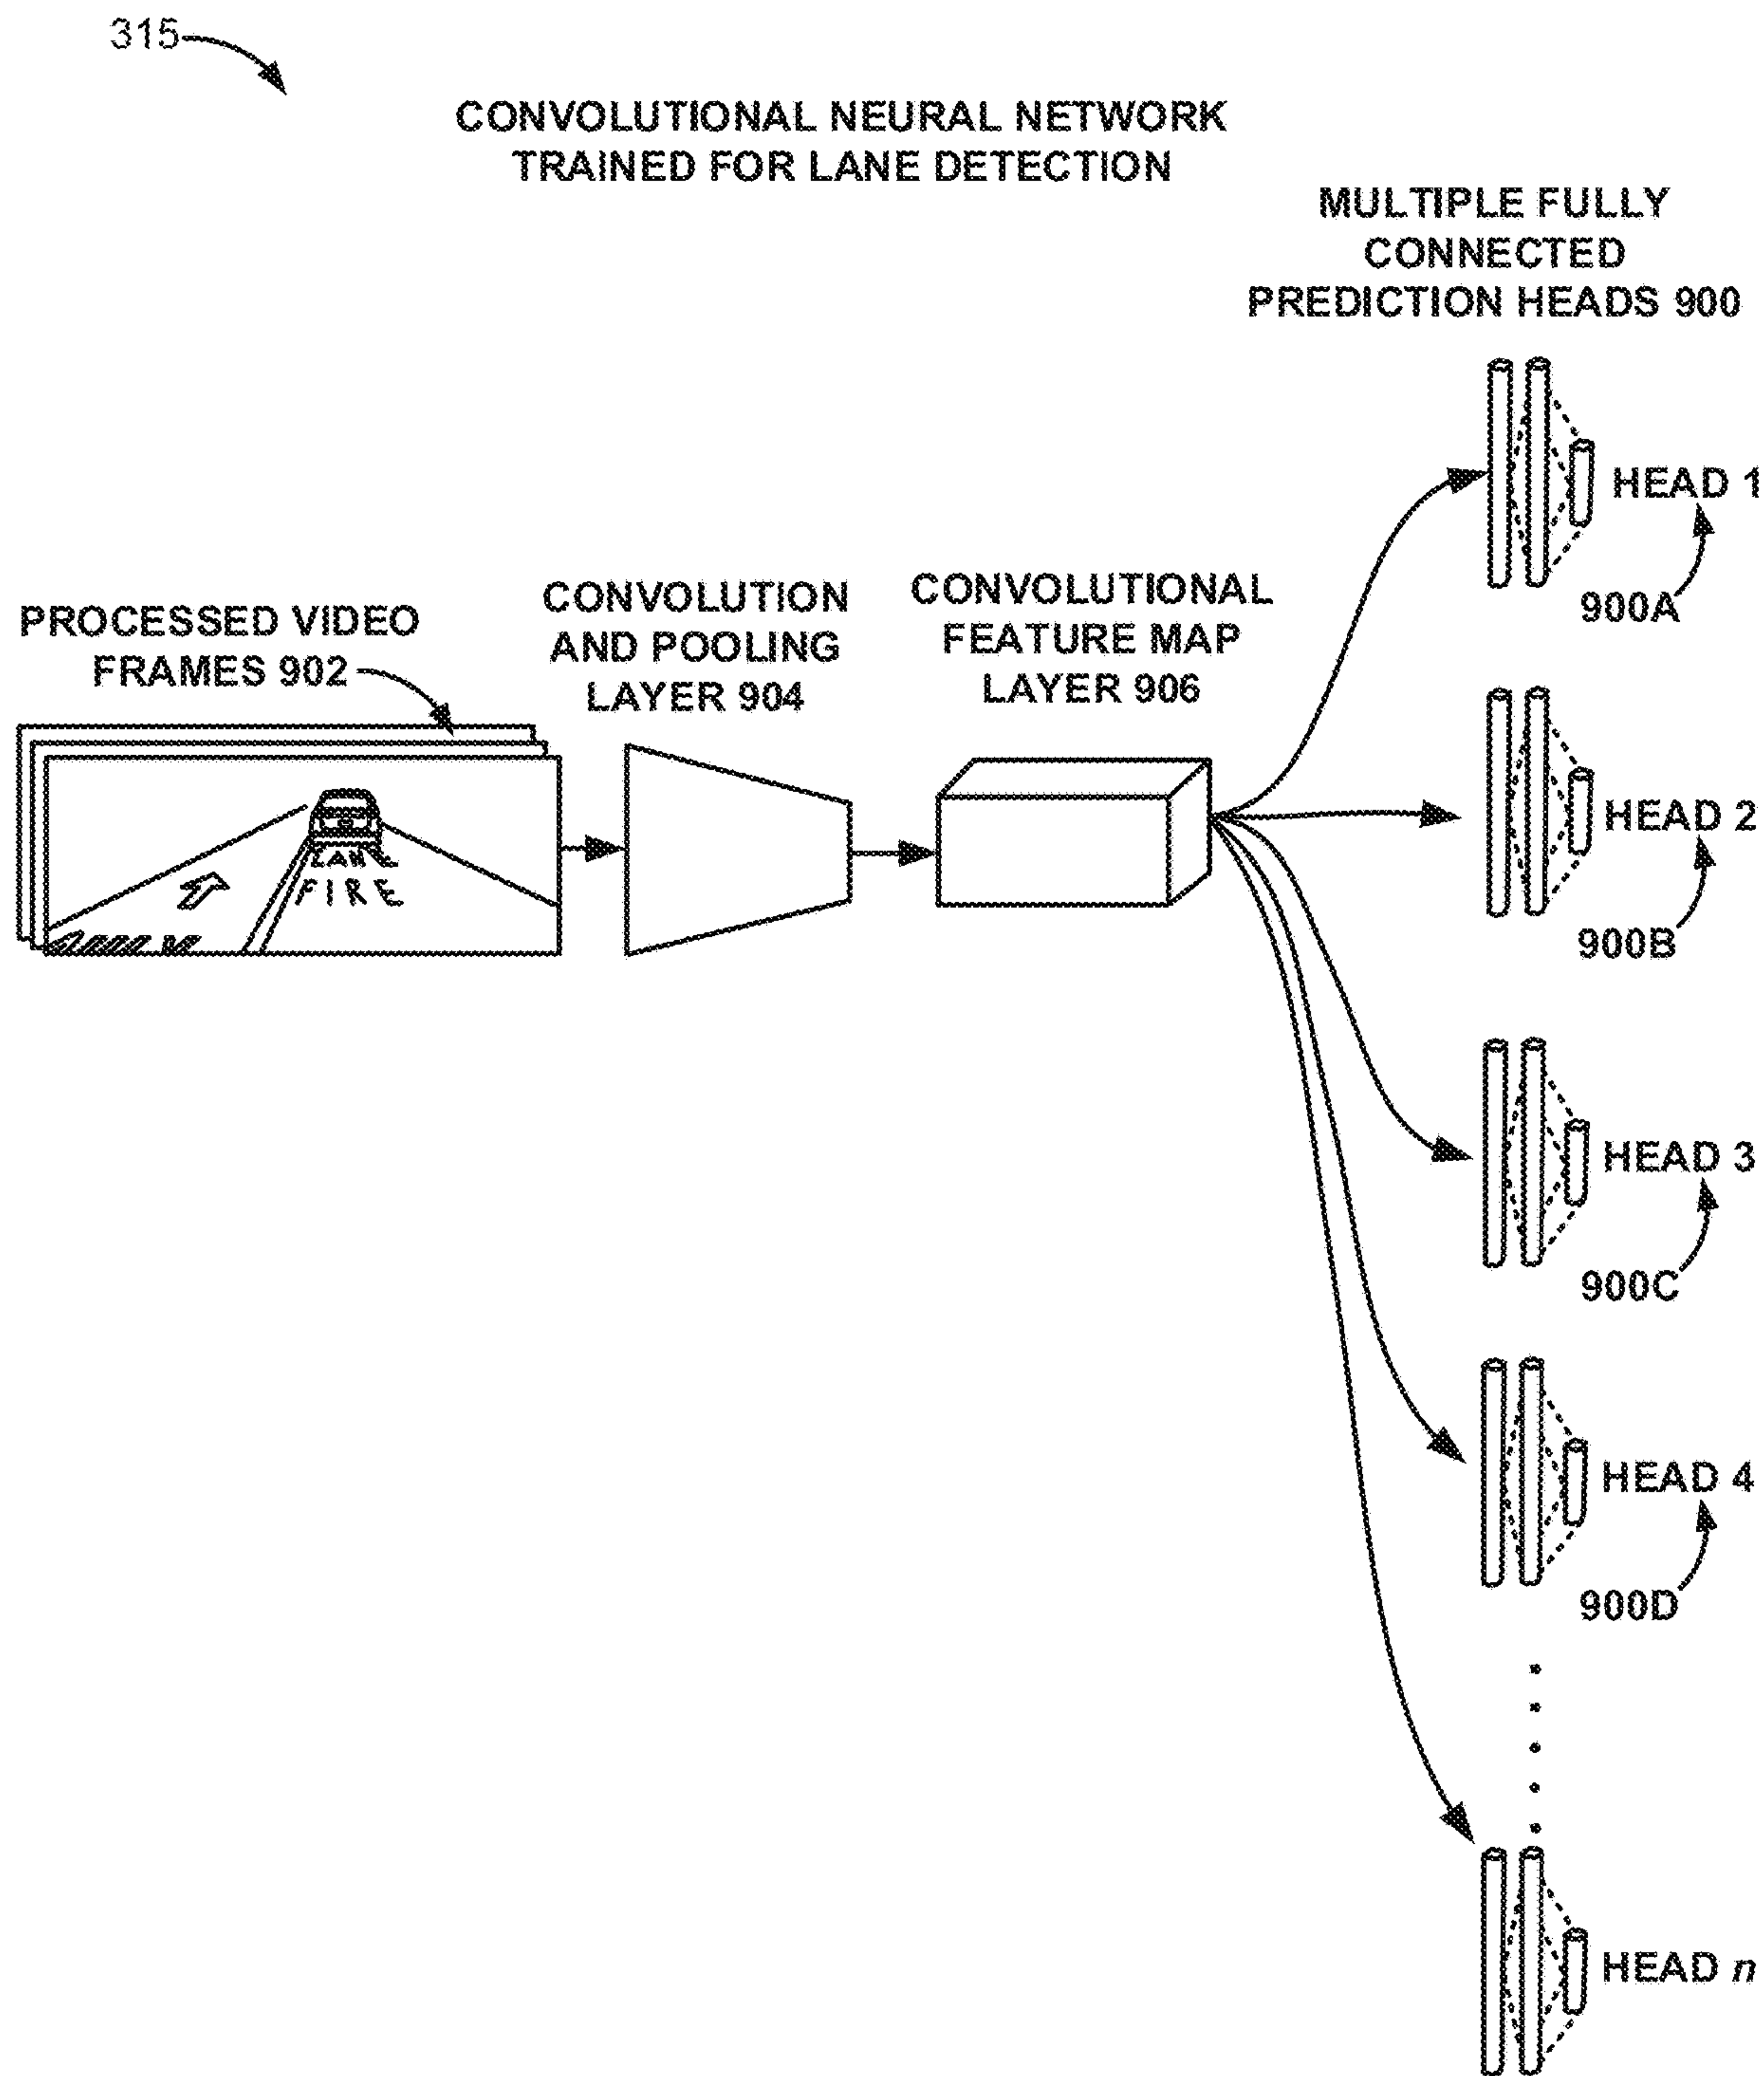 315
CONVOLUTIONAL NEURAL NETWORK
TRAINED FOR LANE DETECTION
MULTIPLE FULLY
CONNECTED
PREDICTION HEADS 900
HEAD 1
900A
PROCESSED VIDEO
FRAMES 902
CONVOLUTION
AND POOLING
LAYER 904
CONVOLUTIONAL
FEATURE MAP
LAYER 906
LANE
FIRE
HEAD 2
900B
HEAD 3
900C
HEAD 4
900D
HEAD n